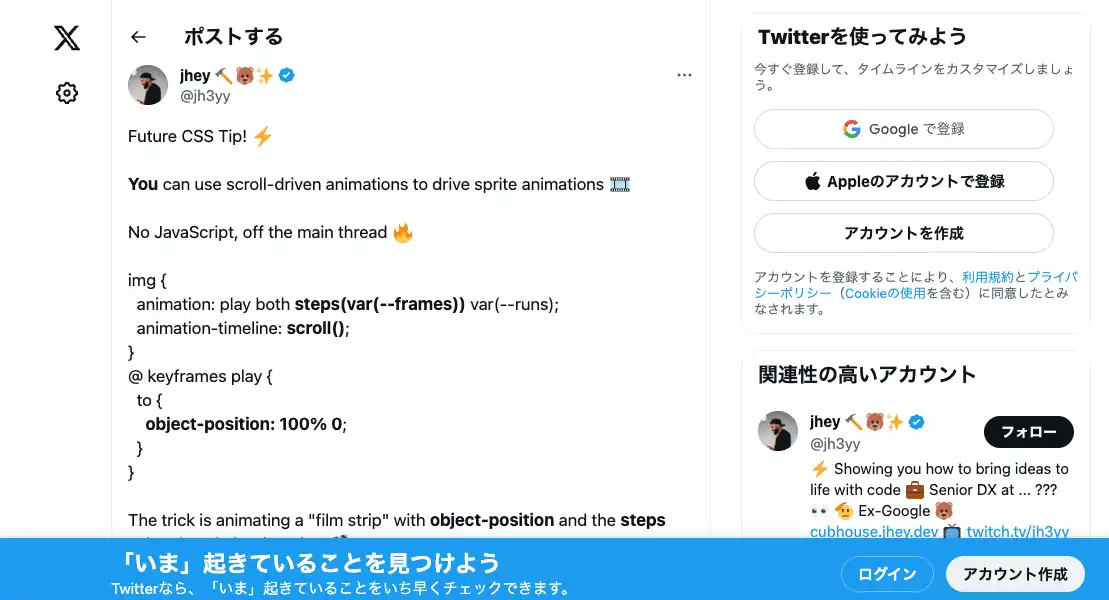 ポストする
jhey 🔨🐻✨
@jh3yy
Future CSS Tip! ⚡
You can use scroll-driven animations to drive sprite animations 🎞️
No JavaScript, off the main thread 🔥
img {
animation: play both steps(var(--frames)) var(--runs);
animation-timeline: scroll();
}
@ keyframes play {
to {
object-position: 100% 0;
}
}
The trick is animating a "film strip" with object-position and the steps
Twitterを使ってみよう
今すぐ登録して、タイムラインをカスタマイズしましょ
う。
Google で登録
Appleのアカウントで登録
アカウントを作成
アカウントを登録することにより、利用規約とプライバ
シーポリシー（Cookieの使用を含む）に同意したとみ
なされます。
関連性の高いアカウント
jhey 🔨🐻✨
@jh3yy
フォロー
⚡ Showing you how to bring ideas to
life with code 💼 Senior DX at ... ???
👀 🫡 Ex-Google 🐻
cubhouse.jhey.dev 📺 twitch.tv/jh3yy
「いま」起きていることを見つけよう
Twitterなら、「いま」起きていることをいち早くチェックできます。
ログイン
アカウント作成